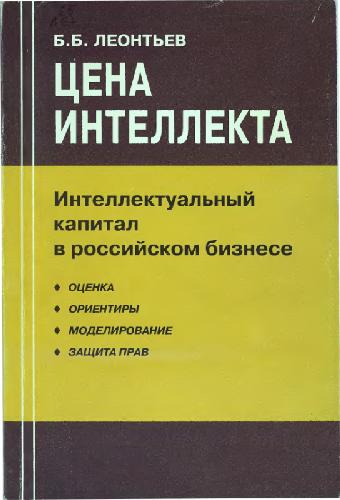 Б.Б. ЛЕОНТЬЕВ
ЦЕНА
ИНТЕЛЛЕКТА
Интеллектуальный
капитал
в российском бизнесе
♦ ОЦЕНКА
♦ ОРИЕНТИРЫ
♦ МОДЕЛИРОВАНИЕ
♦ ЗАЩИТА ПРАВ